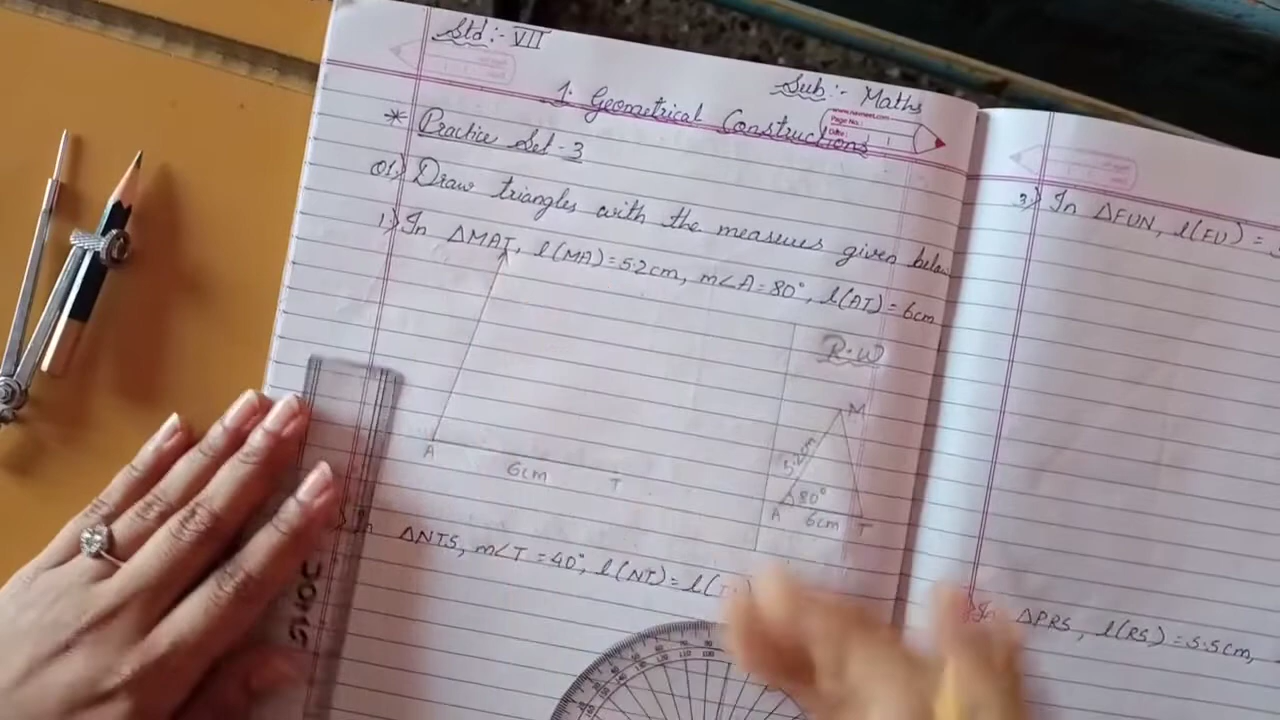 Std:- VII
Sub:- Maths
1. Geometrical Constructions
* Practice Set-3
Q1) Draw triangles with the measures given below
1) In ΔMAT, l(MA)=5.2cm, m∠A=80°, l(AT)=6cm
R.W
M
5.2cm
80°
A
6cm
T
A
6cm
T
ΔNTS, m∠T=40°, l(NT)=l(
3) In ΔFUN, l(FU)=
In ΔPRS, l(RS)=5.5cm,